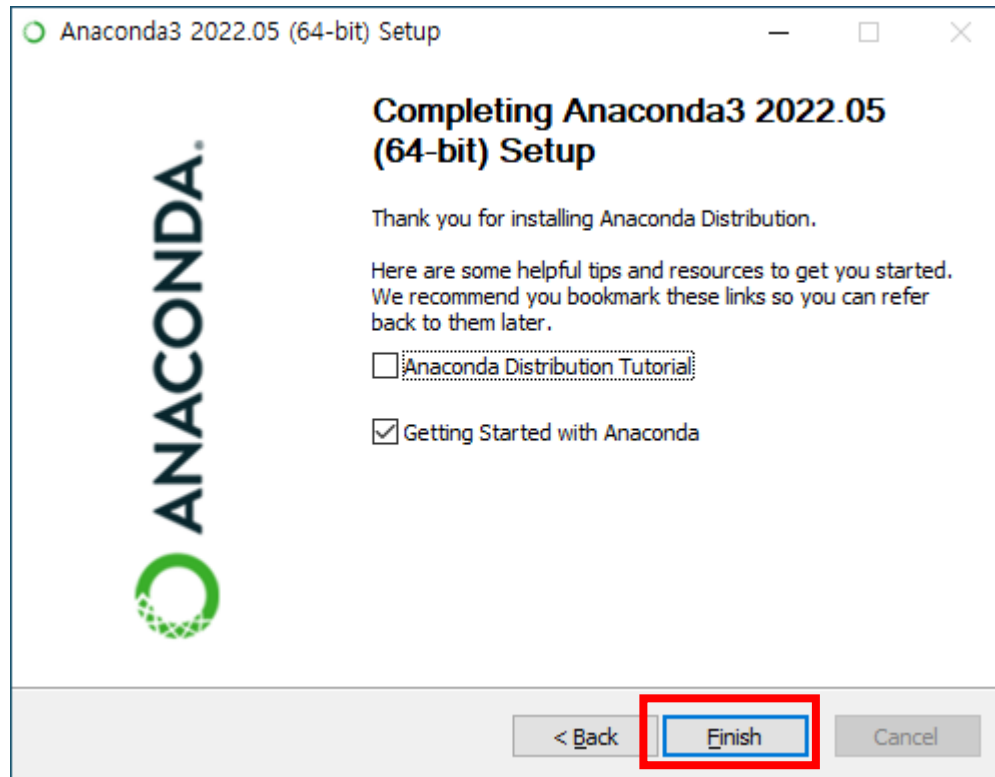 Anaconda3 2022.05 (64-bit) Setup
Completing Anaconda3 2022.05
(64-bit) Setup
Thank you for installing Anaconda Distribution.
Here are some helpful tips and resources to get you started.
We recommend you bookmark these links so you can refer
back to them later.
Anaconda Distribution Tutorial
Getting Started with Anaconda
ANACONDA.
< Back
Finish
Cancel